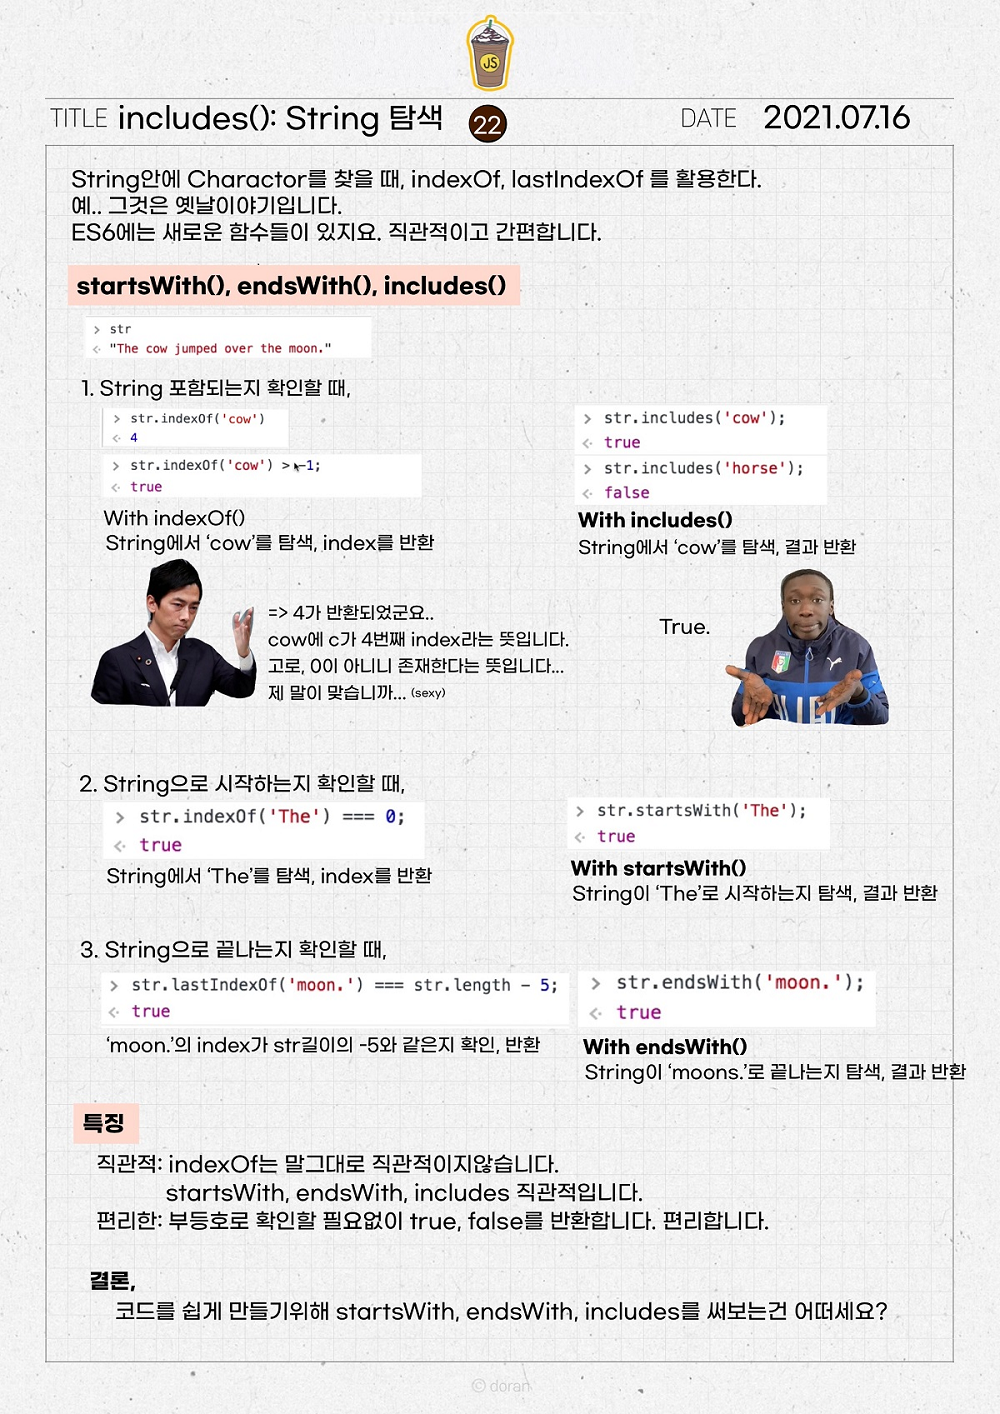 JS
TITLE includes(): String 탐색 22 DATE 2021.07.16
String안에 Charactor를 찾을 때, indexOf, lastIndexOf 를 활용한다.
예.. 그것은 옛날이야기입니다.
ES6에는 새로운 함수들이 있지요. 직관적이고 간편합니다.
startsWith(), endsWith(), includes()
> str
<· "The cow jumped over the moon."
1. String 포함되는지 확인할 때,
> str.indexOf('cow')
<· 4
> str.indexOf('cow') > -1;
<· true
With indexOf()
String에서 ‘cow’를 탐색, index를 반환
> str.includes('cow');
<· true
> str.includes('horse');
<· false
With includes()
String에서 ‘cow’를 탐색, 결과 반환
=> 4가 반환되었군요..
cow에 c가 4번째 index라는 뜻입니다.
고로, 0이 아니니 존재한다는 뜻입니다...
제 말이 맞습니까... (sexy)
True.
2. String으로 시작하는지 확인할 때,
> str.indexOf('The') === 0;
<· true
String에서 ‘The’를 탐색, index를 반환
> str.startsWith('The');
<· true
With startsWith()
String이 ‘The’로 시작하는지 탐색, 결과 반환
3. String으로 끝나는지 확인할 때,
> str.lastIndexOf('moon.') === str.length - 5;
<· true
‘moon.’의 index가 str길이의 -5와 같은지 확인, 반환
> str.endsWith('moon.');
<· true
With endsWith()
String이 ‘moons.’로 끝나는지 탐색, 결과 반환
특징
직관적: indexOf는 말그대로 직관적이지않습니다.
startsWith, endsWith, includes 직관적입니다.
편리한: 부등호로 확인할 필요없이 true, false를 반환합니다. 편리합니다.
결론,
코드를 쉽게 만들기위해 startsWith, endsWith, includes를 써보는건 어떠세요?
© doran